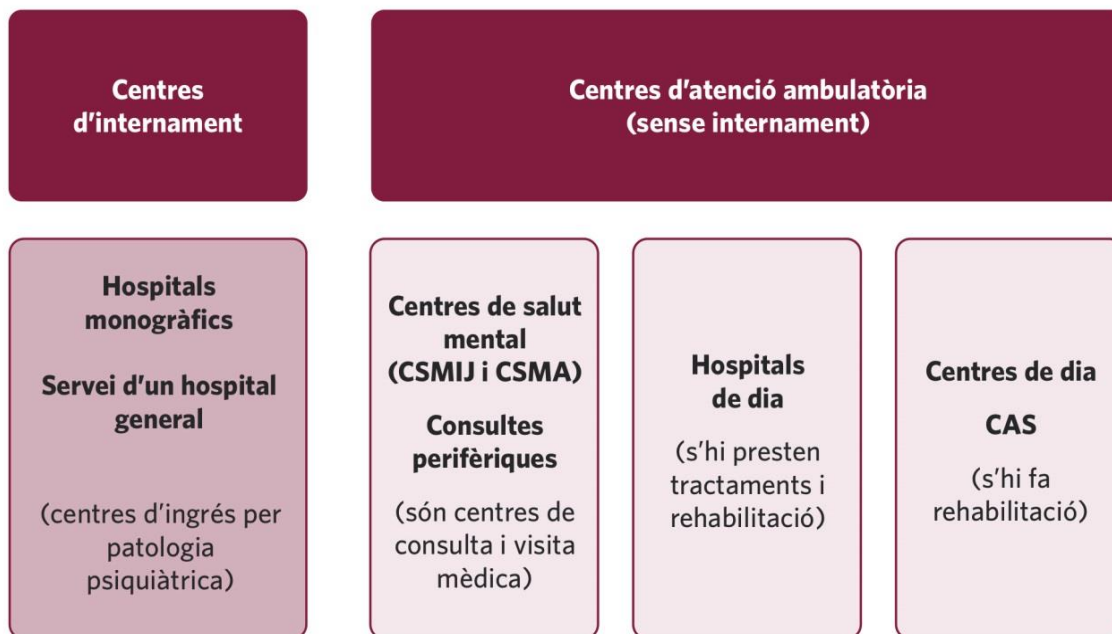 Centres
d'internament
Centres d'atenció ambulatòria
(sense internament)
Hospitals
monogràfics
Servei d'un hospital
general
(centres d'ingrés per
patologia
psiquiàtrica)
Centres de salut
mental
(CSMIJ i CSMA)
Consultes
perifèriques
(són centres de
consulta i visita
mèdica)
Hospitals
de dia
(s'hi presten
tractaments i
rehabilitació)
Centres de dia
CAS
(s'hi fa
rehabilitació)